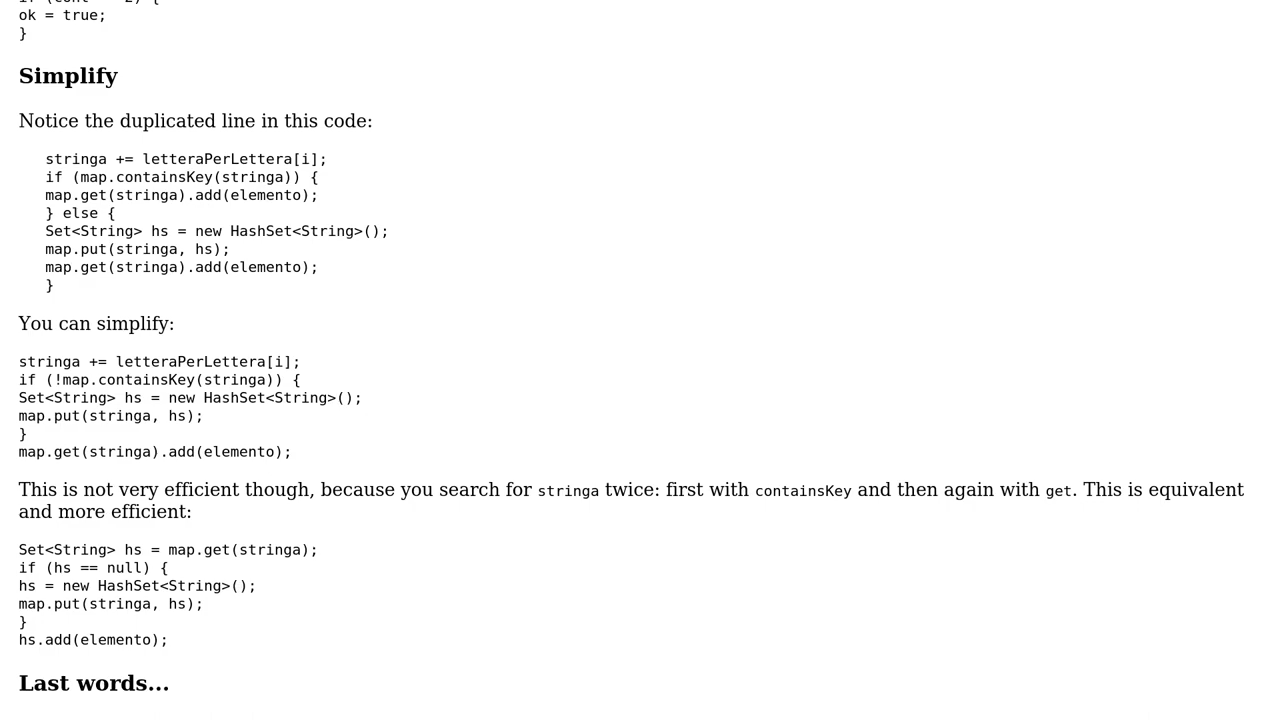 ok = true;
}
Simplify
Notice the duplicated line in this code:
stringa += letteraPerLettera[i];
if (map.containsKey(stringa)) {
map.get(stringa).add(elemento);
} else {
Set<String> hs = new HashSet<String>();
map.put(stringa, hs);
map.get(stringa).add(elemento);
}
You can simplify:
stringa += letteraPerLettera[i];
if (!map.containsKey(stringa)) {
Set<String> hs = new HashSet<String>();
map.put(stringa, hs);
}
map.get(stringa).add(elemento);
This is not very efficient though, because you search for stringa twice: first with containsKey and then again with get. This is equivalent
and more efficient:
Set<String> hs = map.get(stringa);
if (hs == null) {
hs = new HashSet<String>();
map.put(stringa, hs);
}
hs.add(elemento);
Last words...